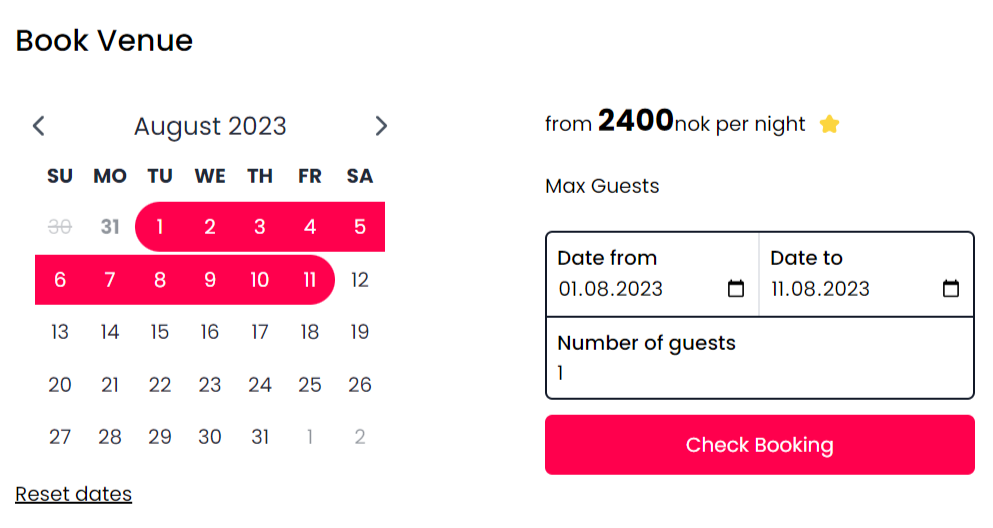 Book Venue
August 2023
SU MO TU WE TH FR SA
30 31 1 2 3 4 5
6 7 8 9 10 11 12
13 14 15 16 17 18 19
20 21 22 23 24 25 26
27 28 29 30 31 1 2
Reset dates
from 2400nok per night
Max Guests
Date from
01.08.2023
Date to
11.08.2023
Number of guests
1
Check Booking